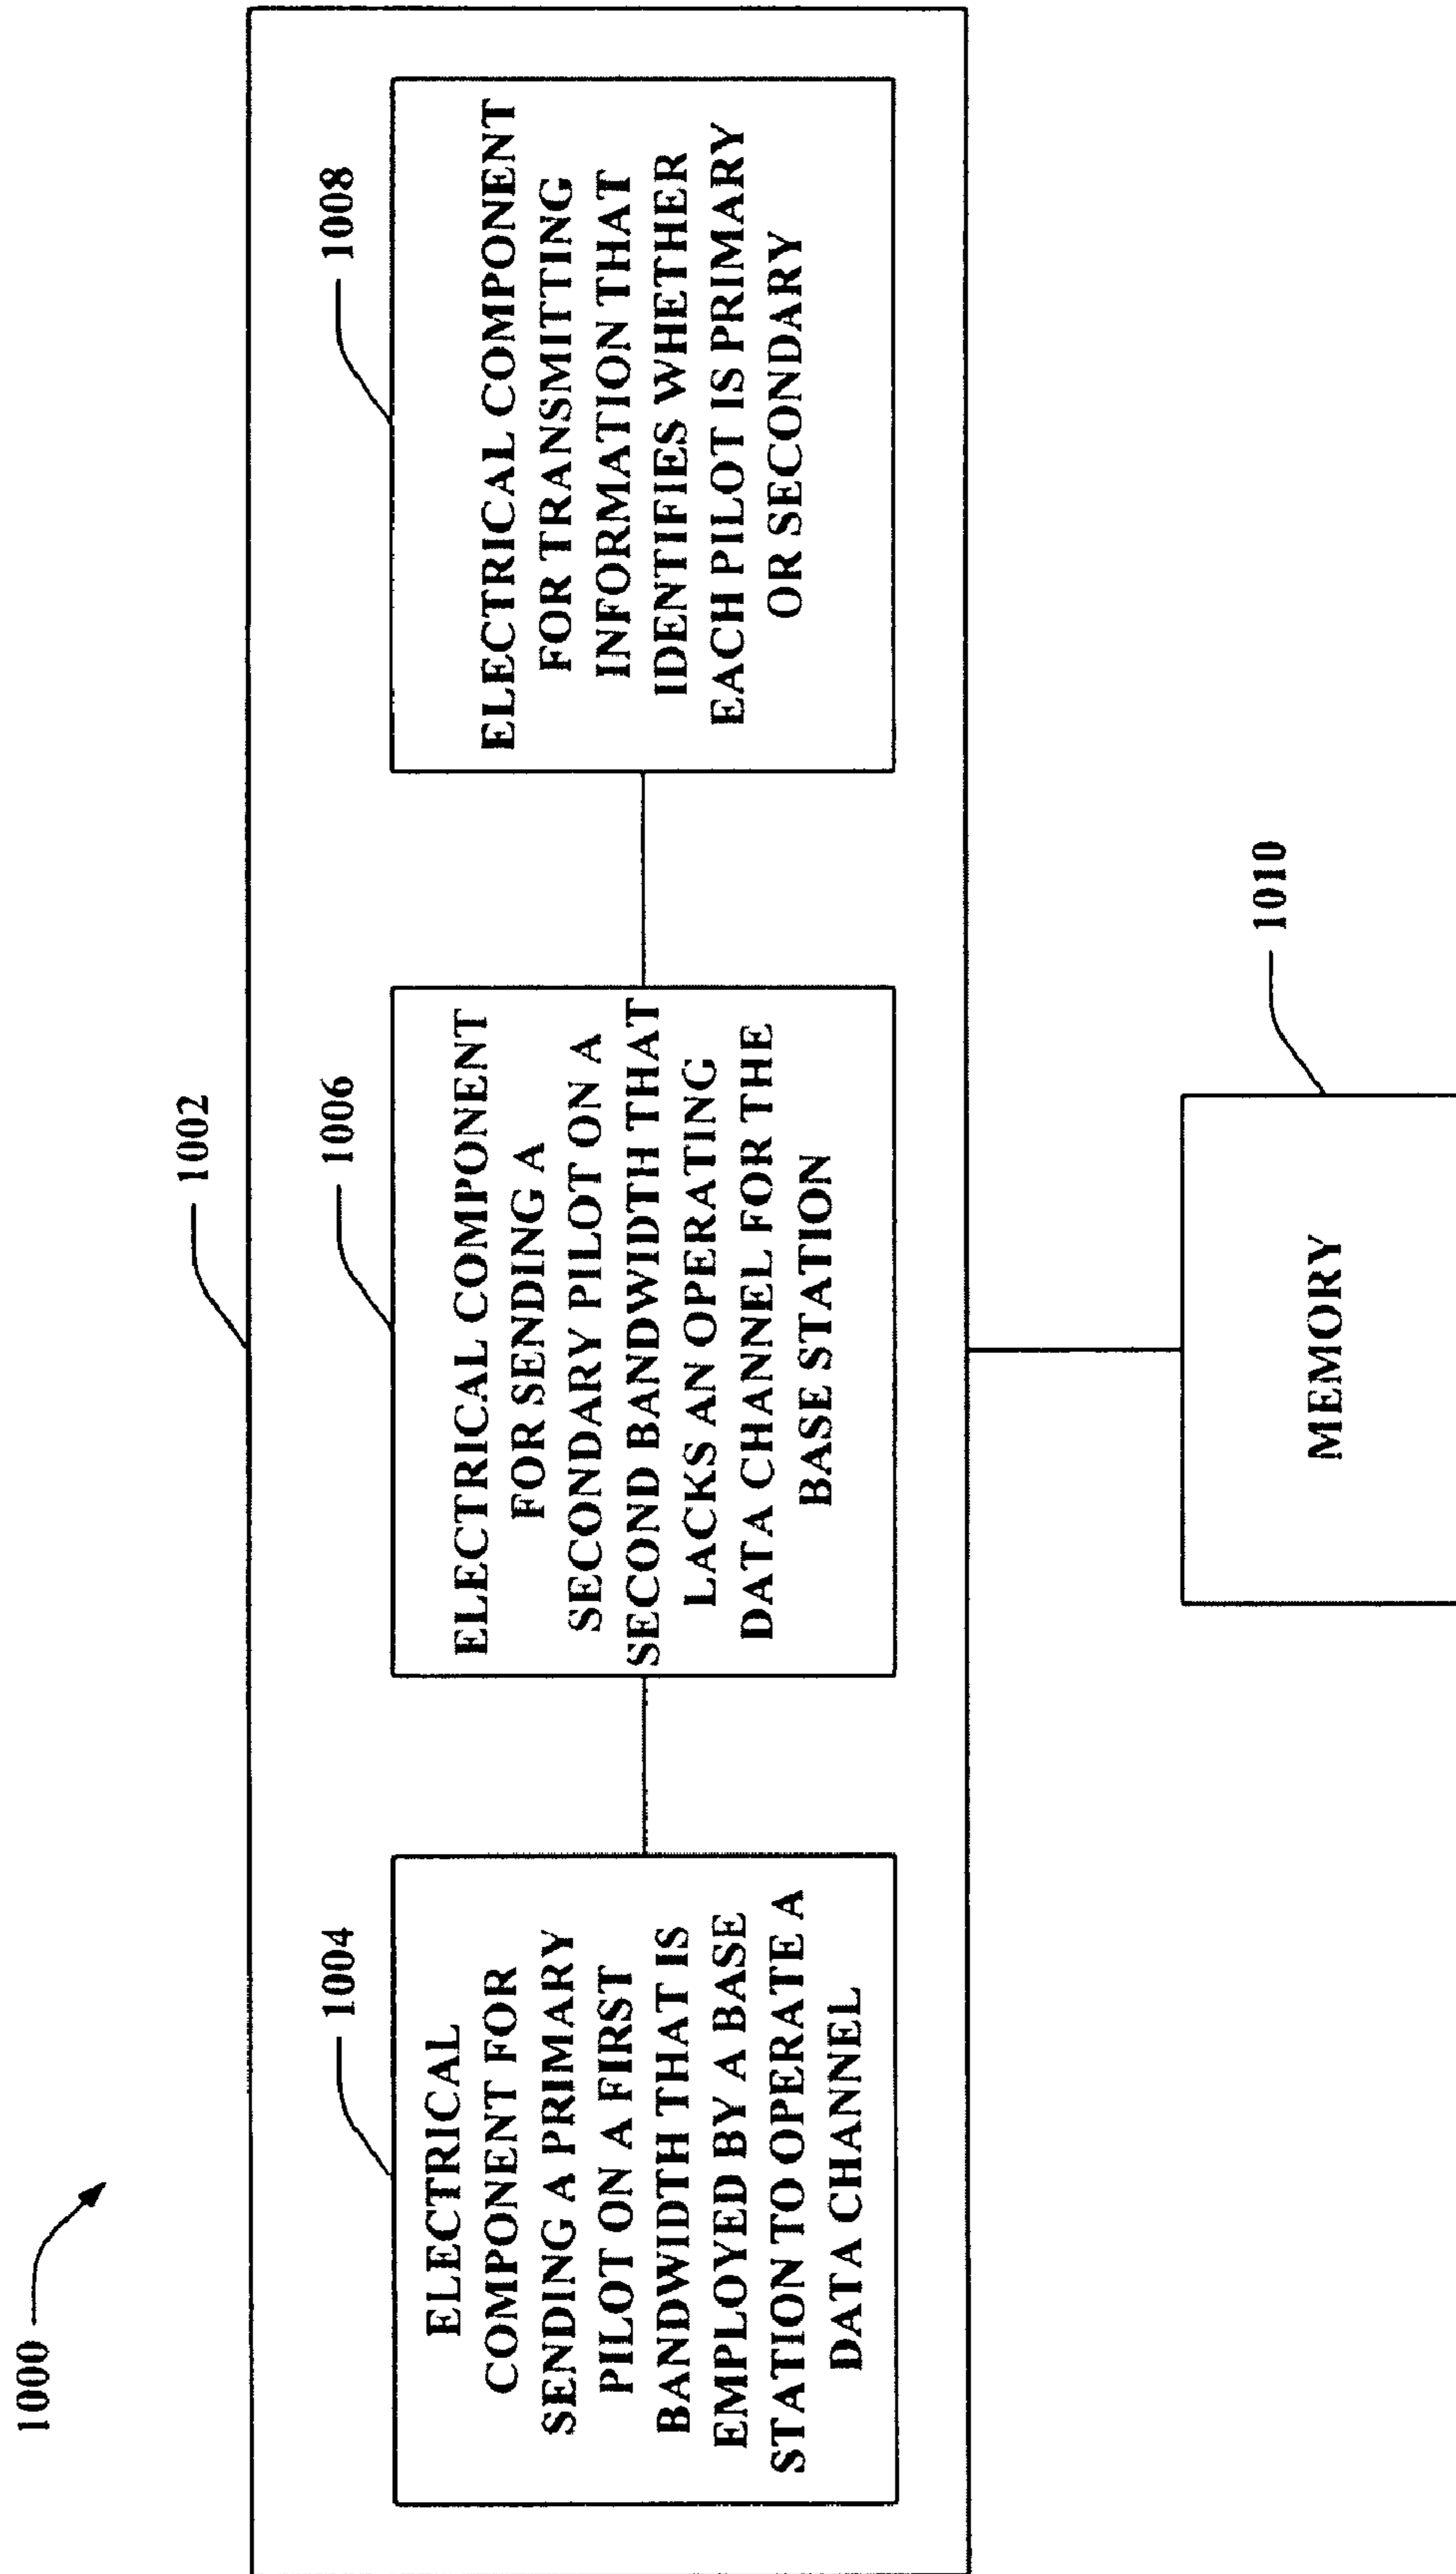 1000
1002
1004
ELECTRICAL
COMPONENT FOR
SENDING A PRIMARY
PILOT ON A FIRST
BANDWIDTH THAT IS
EMPLOYED BY A BASE
STATION TO OPERATE A
DATA CHANNEL
1006
ELECTRICAL COMPONENT
FOR SENDING A
SECONDARY PILOT ON A
SECOND BANDWIDTH THAT
LACKS AN OPERATING
DATA CHANNEL FOR THE
BASE STATION
1008
ELECTRICAL COMPONENT
FOR TRANSMITTING
INFORMATION THAT
IDENTIFIES WHETHER
EACH PILOT IS PRIMARY
OR SECONDARY
1010
MEMORY